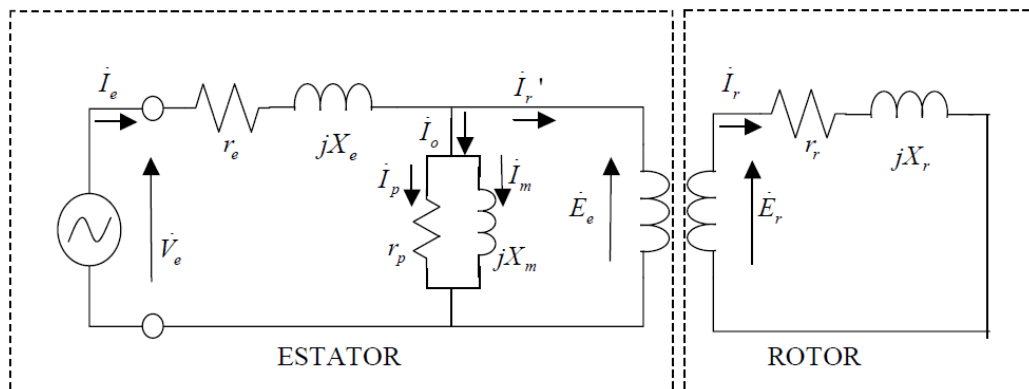 İₑ
rₑ
jXₑ
İₒ
İᵣ'
İₚ
İₘ
rₚ
jXₘ
V̇ₑ
Ėₑ
ESTATOR
İᵣ
rᵣ
jXᵣ
Ėᵣ
ROTOR